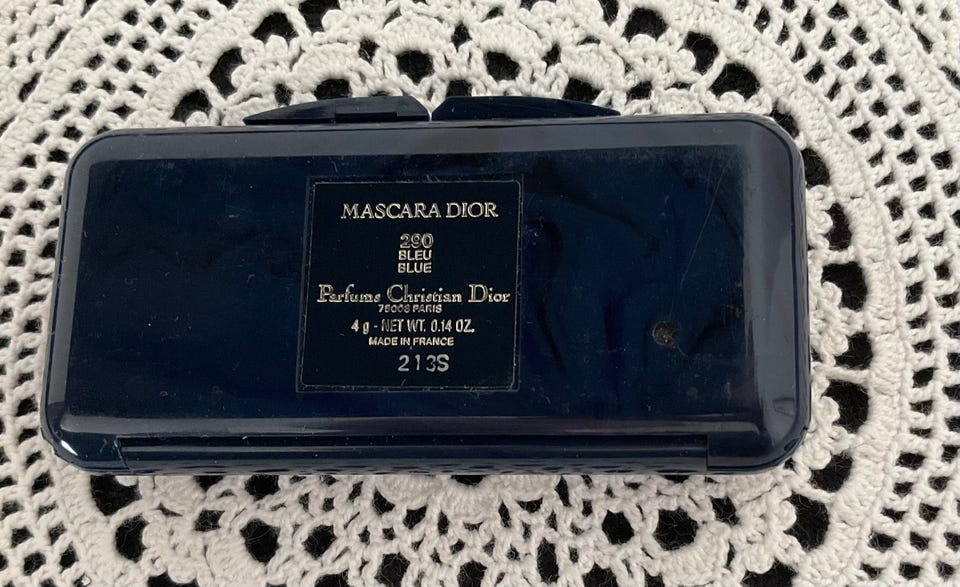 MASCARA DIOR
290
BLEU
BLUE
Parfums Christian Dior
75008 PARIS
4 g - NET WT. 0.14 OZ.
MADE IN FRANCE
213S